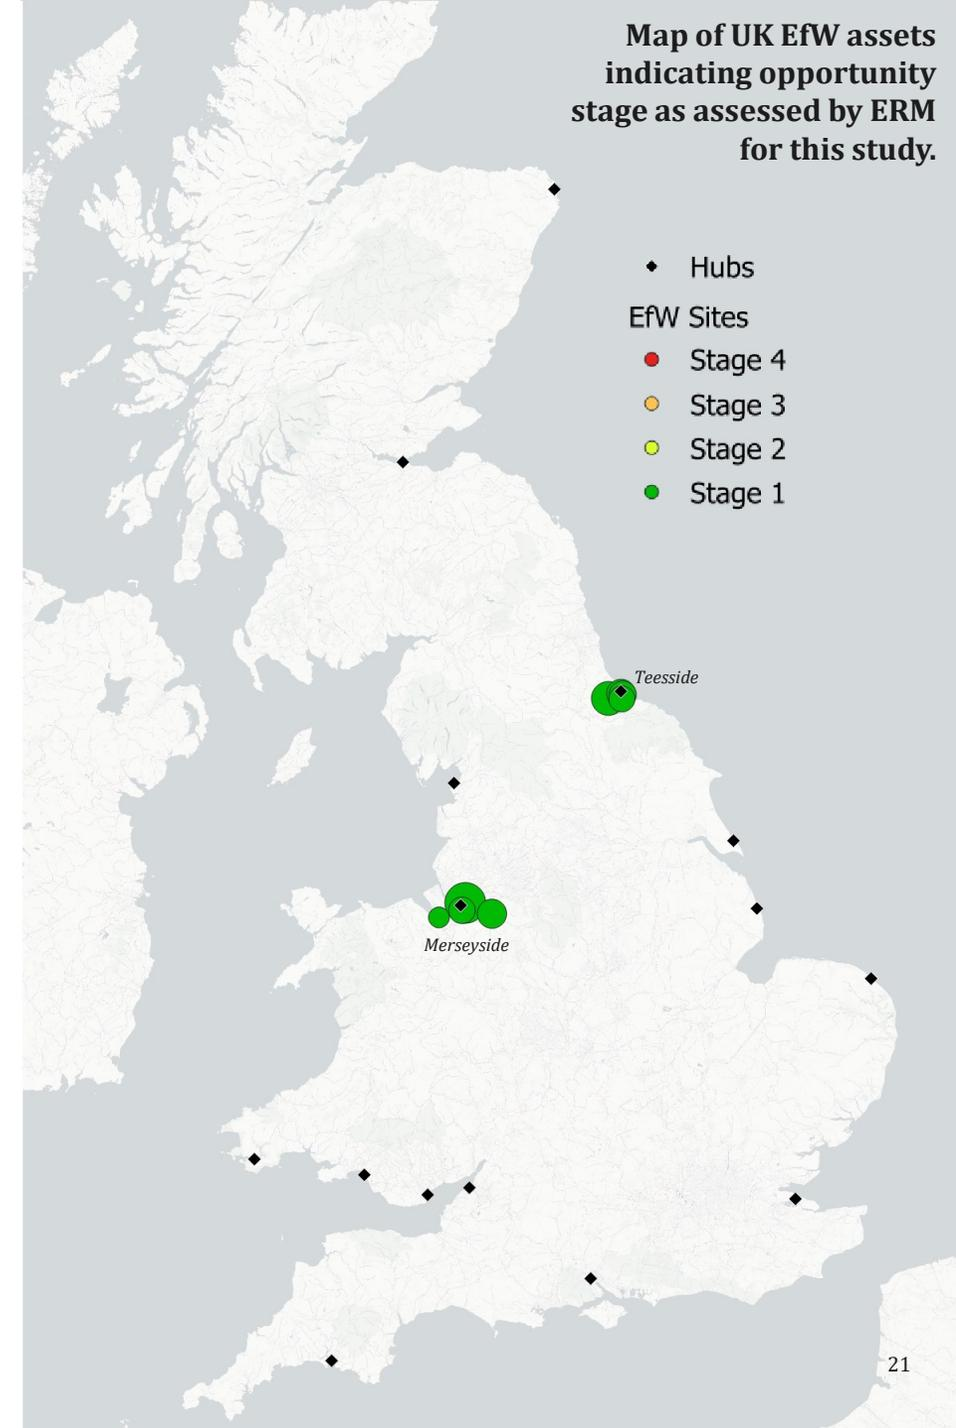 Map of UK EfW assets
indicating opportunity
stage as assessed by ERM
for this study.
Hubs
EfW Sites
Stage 4
Stage 3
Stage 2
Stage 1
Teesside
Merseyside
21